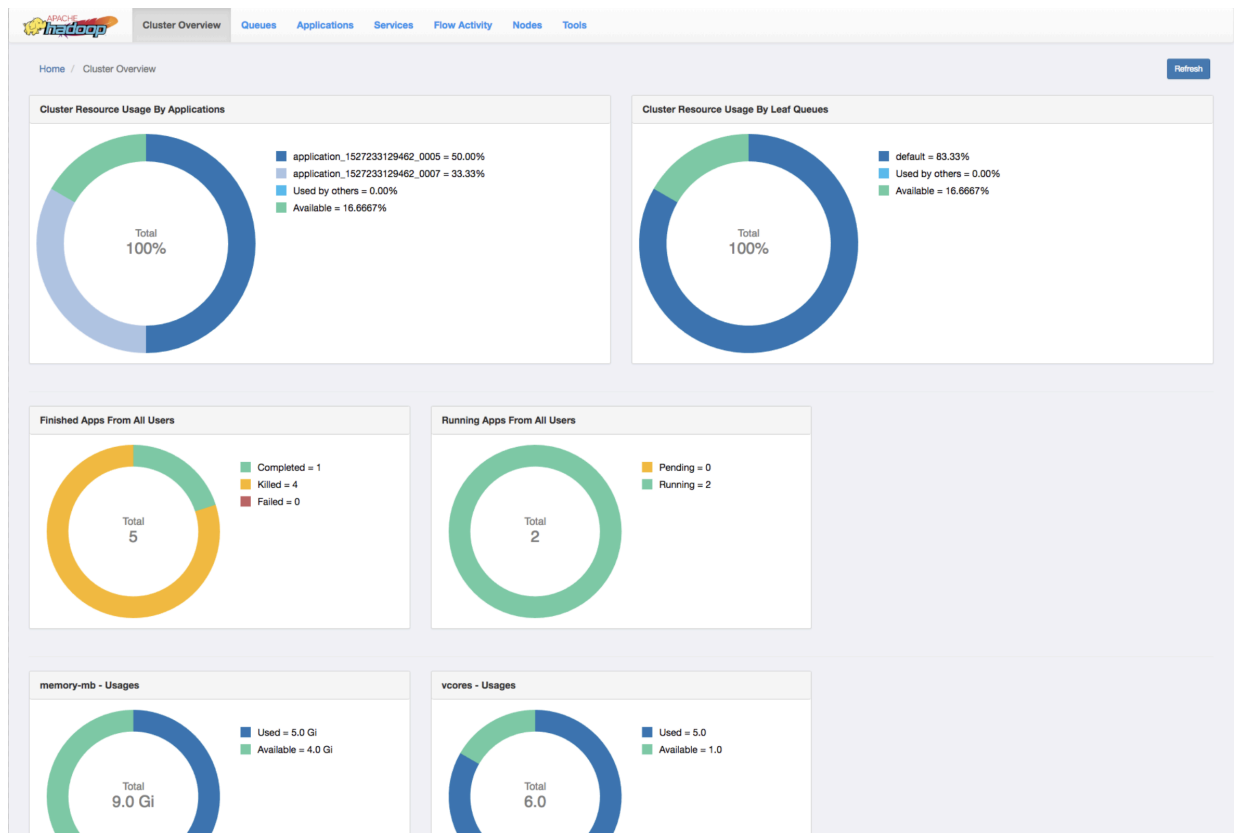 APACHE
hadoop
Cluster Overview Queues Applications Services Flow Activity Nodes Tools
Home / Cluster Overview
Refresh
Cluster Resource Usage By Applications
application_1527233129462_0005 = 50.00%
application_1527233129462_0007 = 33.33%
Used by others = 0.00%
Available = 16.6667%
Total
100%
Cluster Resource Usage By Leaf Queues
default = 83.33%
Used by others = 0.00%
Available = 16.6667%
Total
100%
Finished Apps From All Users
Completed = 1
Killed = 4
Failed = 0
Total
5
Running Apps From All Users
Pending = 0
Running = 2
Total
2
memory-mb - Usages
Used = 5.0 Gi
Available = 4.0 Gi
Total
9.0 Gi
vcores - Usages
Used = 5.0
Available = 1.0
Total
6.0